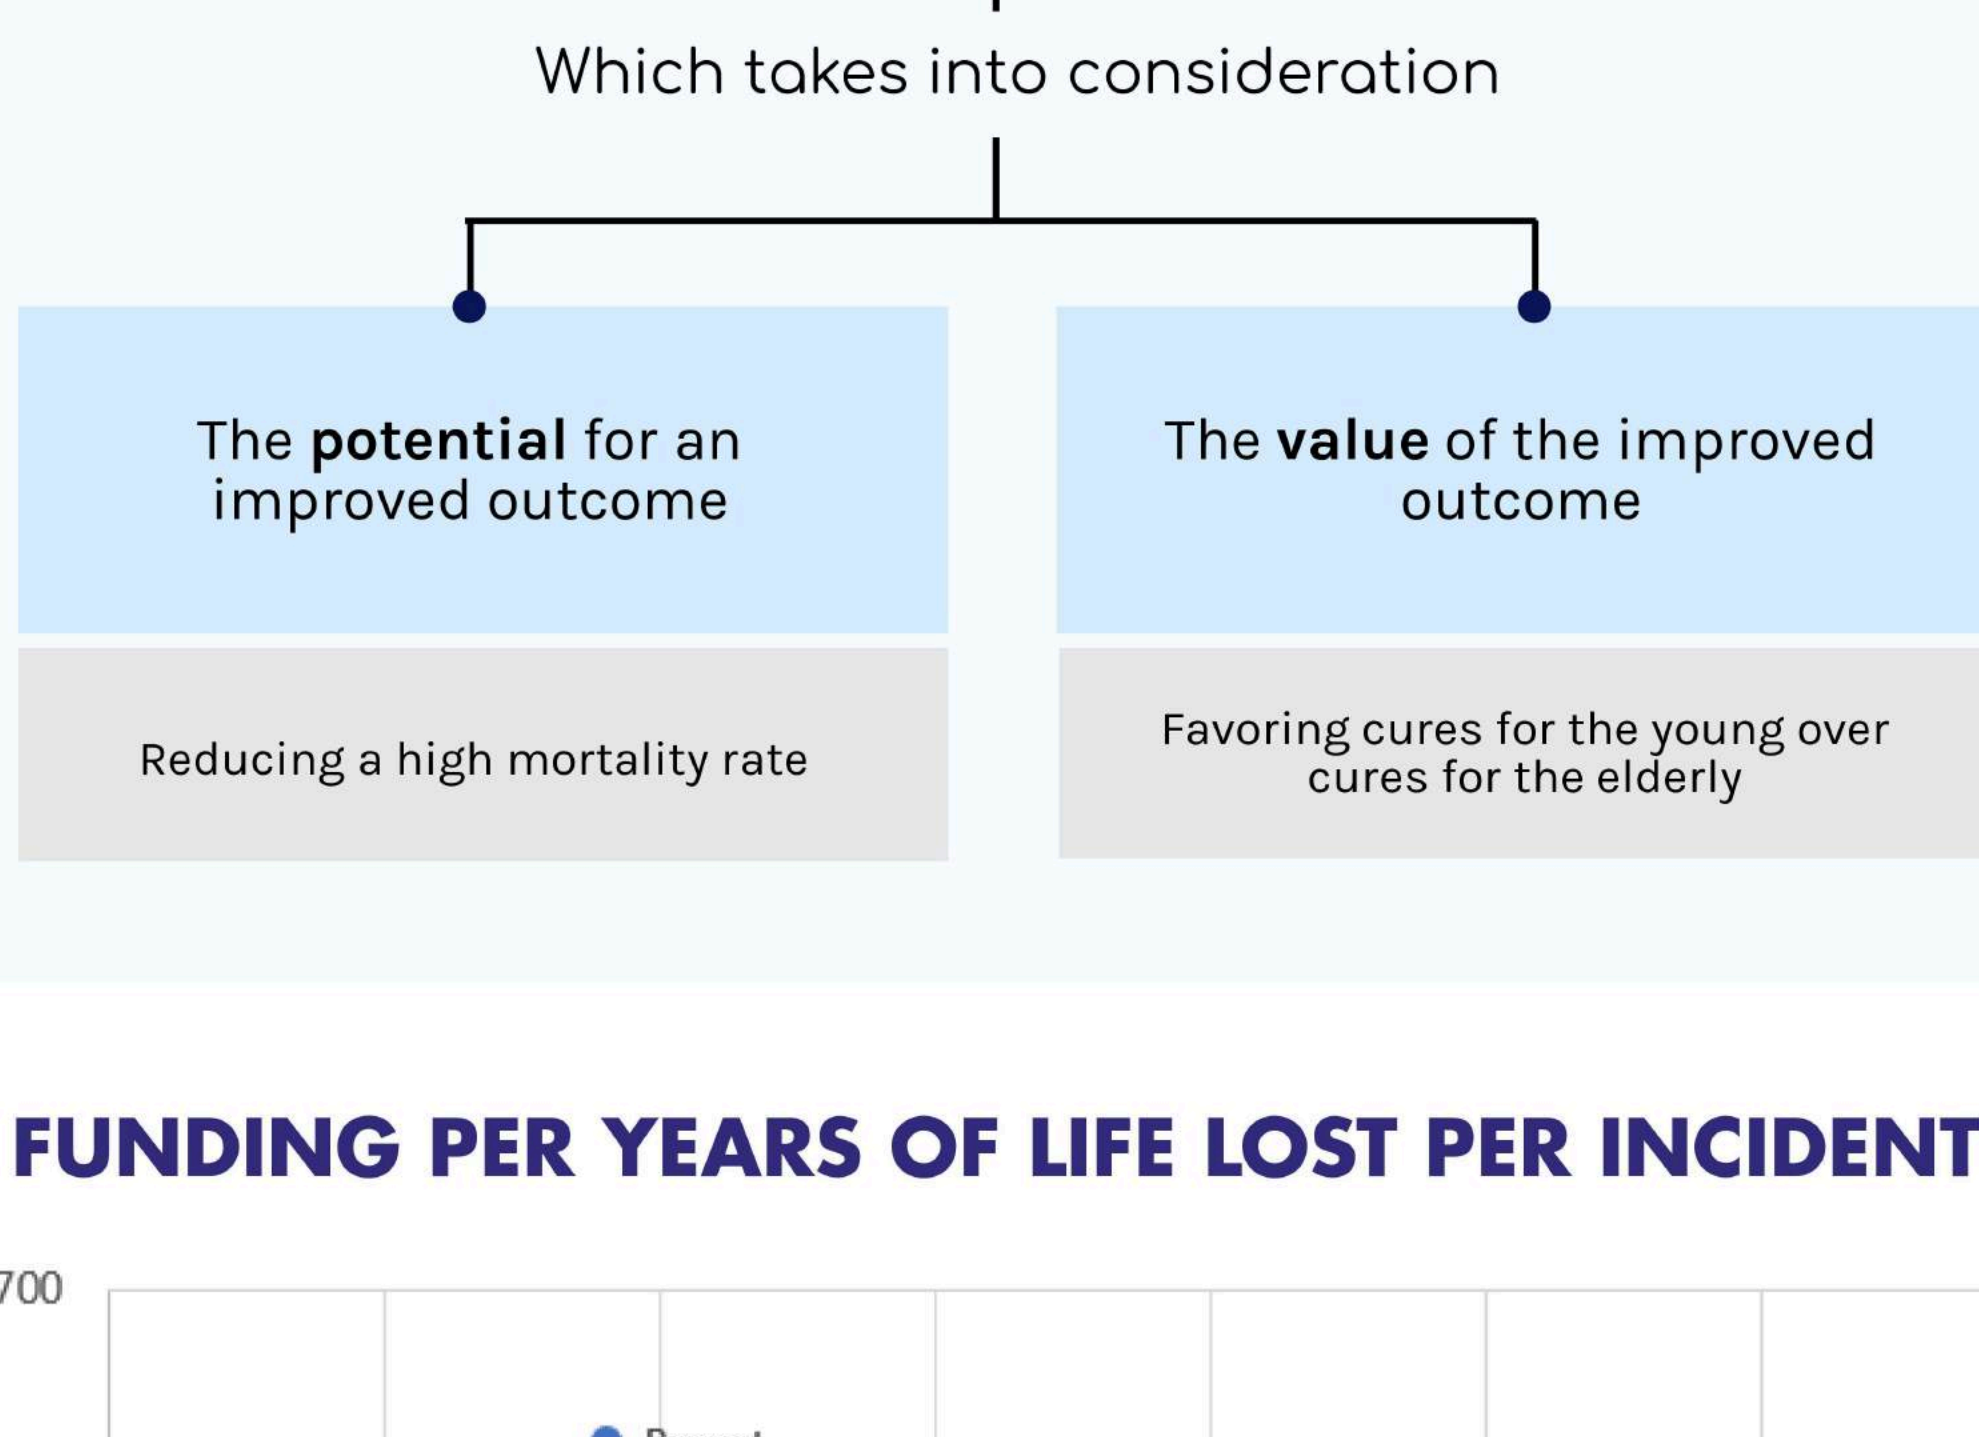 Which takes into consideration
The potential for an
improved outcome
The value of the improved
outcome
Reducing a high mortality rate
Favoring cures for the young over
cures for the elderly
FUNDING PER YEARS OF LIFE LOST PER INCIDENT
700